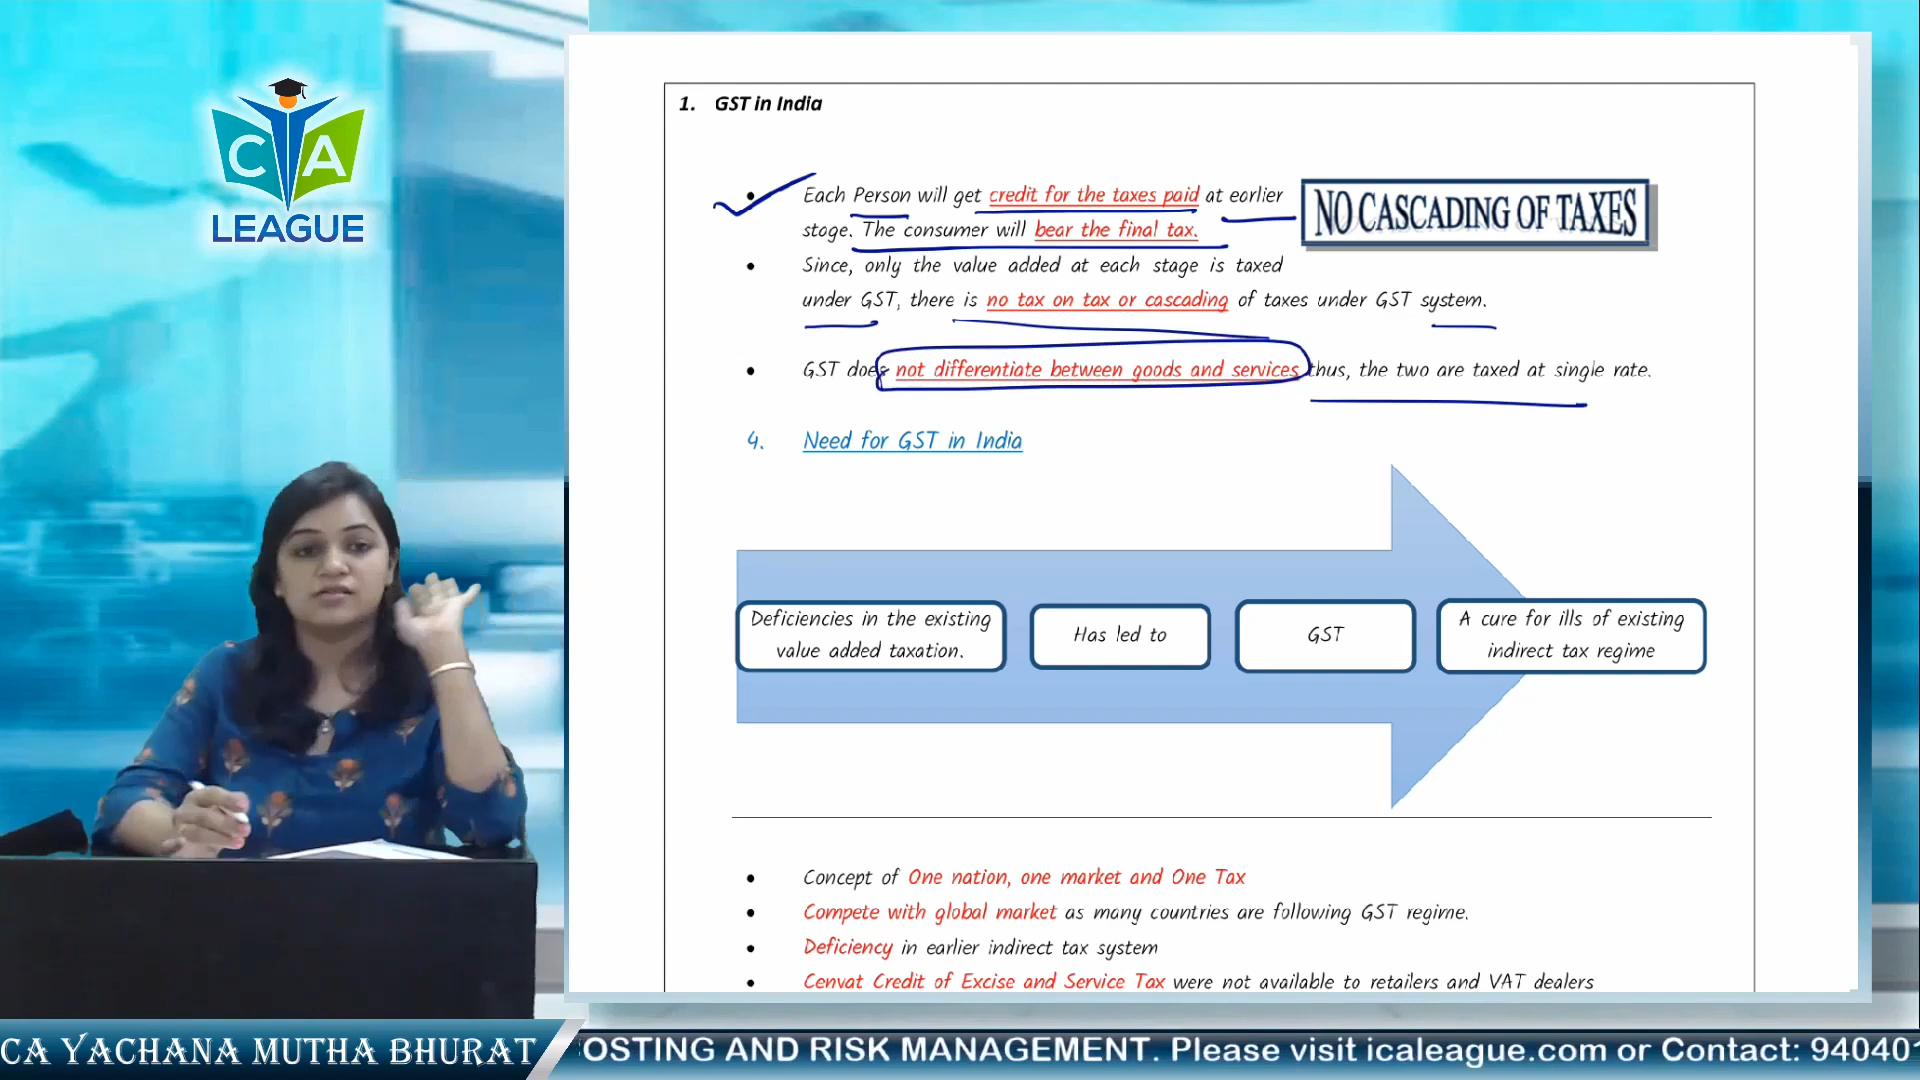 CA
LEAGUE
1. GST in India
• Each Person will get credit for the taxes paid at earlier
stage. The consumer will bear the final tax.
NO CASCADING OF TAXES
• Since, only the value added at each stage is taxed
under GST, there is no tax on tax or cascading of taxes under GST system.
• GST does not differentiate between goods and services thus, the two are taxed at single rate.
4. Need for GST in India
Deficiencies in the existing
value added taxation.
Has led to
GST
A cure for ills of existing
indirect tax regime
• Concept of One nation, one market and One Tax
• Compete with global market as many countries are following GST regime.
• Deficiency in earlier indirect tax system
• Cenvat Credit of Excise and Service Tax were not available to retailers and VAT dealers
CA YACHANA MUTHA BHURAT
OSTING AND RISK MANAGEMENT. Please visit icaleague.com or Contact: 940401